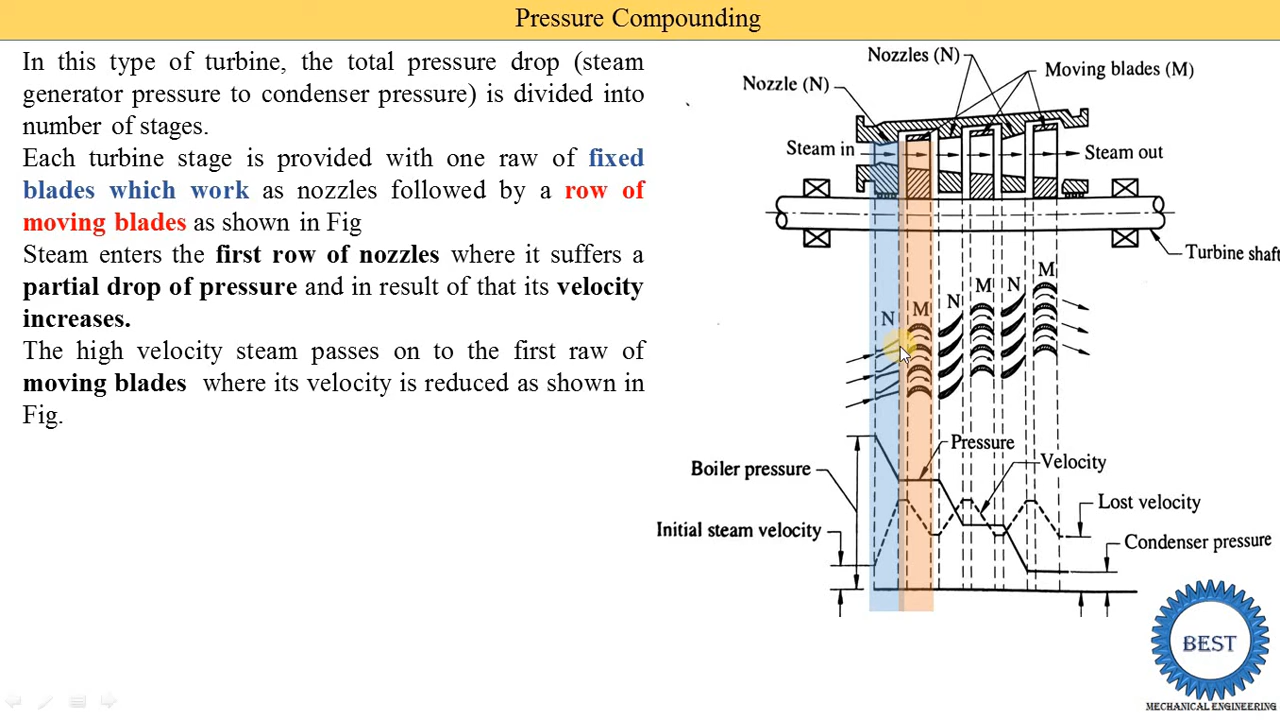 Pressure Compounding
In this type of turbine, the total pressure drop (steam
generator pressure to condenser pressure) is divided into
number of stages.
Each turbine stage is provided with one raw of fixed
blades which work as nozzles followed by a row of
moving blades as shown in Fig
Steam enters the first row of nozzles where it suffers a
partial drop of pressure and in result of that its velocity
increases.
The high velocity steam passes on to the first raw of
moving blades where its velocity is reduced as shown in
Fig.
Nozzles (N)
Moving blades (M)
Nozzle (N)
Steam in
Steam out
Turbine shaft
M
M
N
N
M
N
Pressure
Velocity
Boiler pressure
Lost velocity
Initial steam velocity
Condenser pressure
BEST
MECHANICAL ENGINEERING